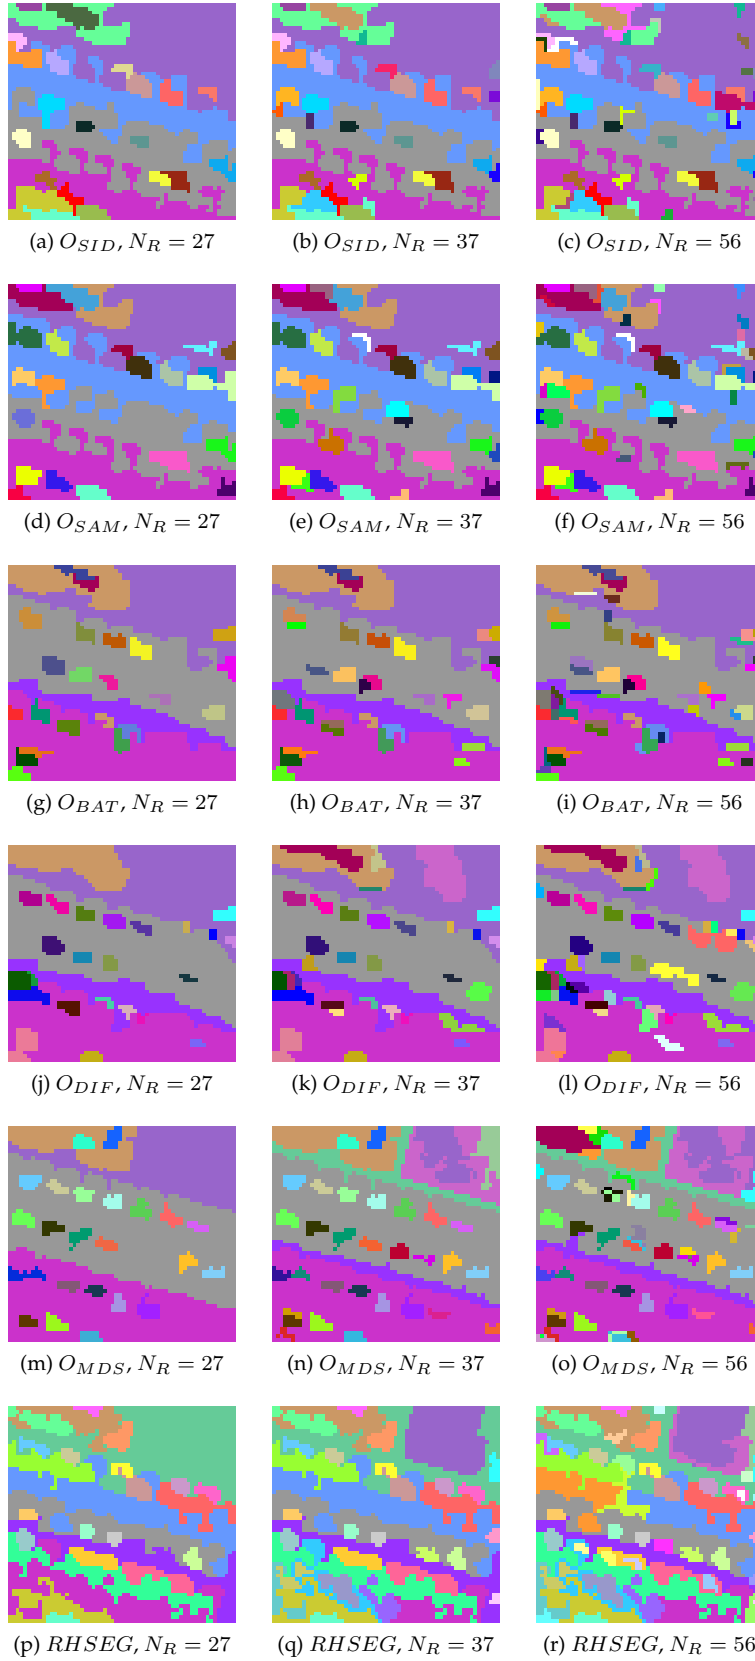 (a) O_SID, N_R = 27
(b) O_SID, N_R = 37
(c) O_SID, N_R = 56
(d) O_SAM, N_R = 27
(e) O_SAM, N_R = 37
(f) O_SAM, N_R = 56
(g) O_BAT, N_R = 27
(h) O_BAT, N_R = 37
(i) O_BAT, N_R = 56
(j) O_DIF, N_R = 27
(k) O_DIF, N_R = 37
(l) O_DIF, N_R = 56
(m) O_MDS, N_R = 27
(n) O_MDS, N_R = 37
(o) O_MDS, N_R = 56
(p) RHSEG, N_R = 27
(q) RHSEG, N_R = 37
(r) RHSEG, N_R = 56